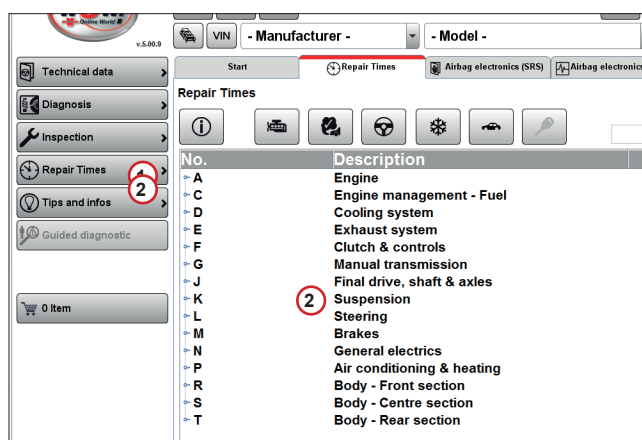 Online World
v.5.00.9
VIN
- Manufacturer -
- Model -
Technical data
Diagnosis
Inspection
Repair Times
1
2
Tips and infos
Guided diagnostic
0 Item
Start
Repair Times
Airbag electronics (SRS)
Airbag electronics
Repair Times
No. Description
A Engine
C Engine management - Fuel
D Cooling system
E Exhaust system
F Clutch & controls
G Manual transmission
J Final drive, shaft & axles
K 2 Suspension
L Steering
M Brakes
N General electrics
P Air conditioning & heating
R Body - Front section
S Body - Centre section
T Body - Rear section